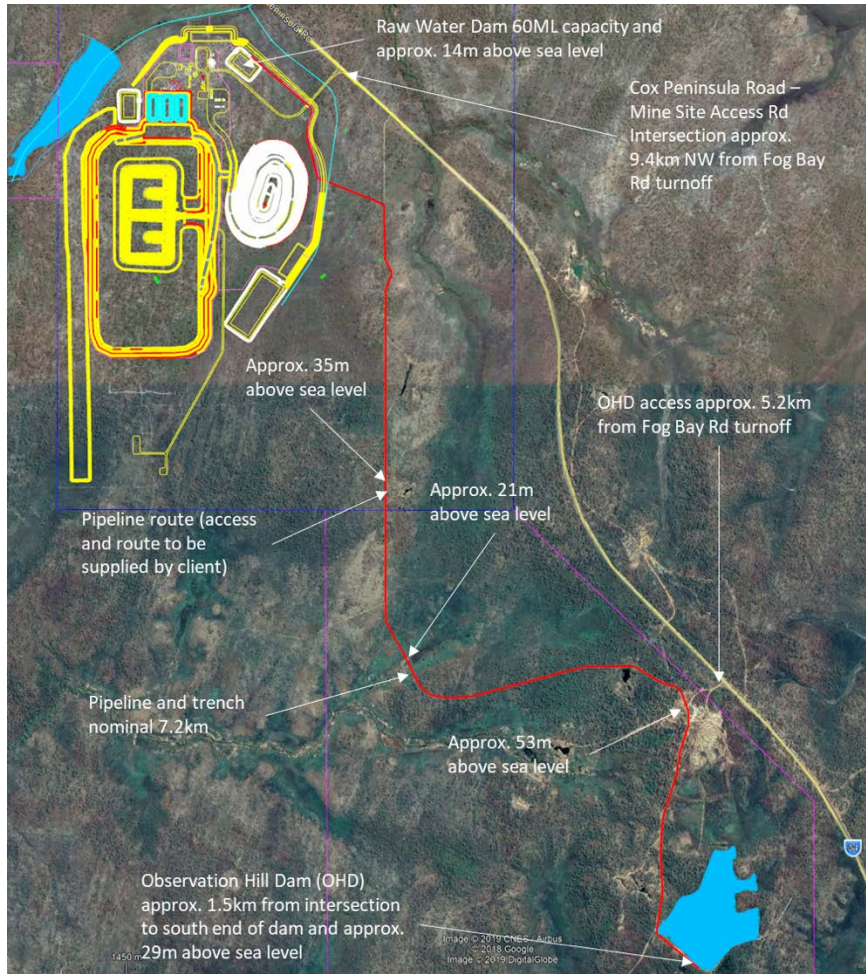 Raw Water Dam 60ML capacity and
approx. 14m above sea level
Cox Peninsula Road –
Mine Site Access Rd
Intersection approx.
9.4km NW from Fog Bay
Rd turnoff
Approx. 35m
above sea level
OHD access approx. 5.2km
from Fog Bay Rd turnoff
Approx. 21m
above sea level
Pipeline route (access
and route to be
supplied by client)
Pipeline and trench
nominal 7.2km
Approx. 53m
above sea level
Observation Hill Dam (OHD)
approx. 1.5km from intersection
to south end of dam and approx.
29m above sea level
1450 m
Image © 2019 CNES / Airbus
© 2018 Google
Image © 2019 DigitalGlobe